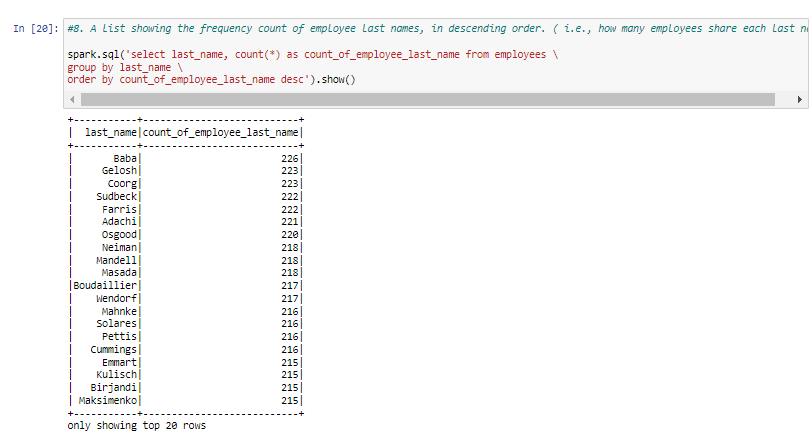 In [20]: #8. A list showing the frequency count of employee last names, in descending order. ( i.e., how many employees share each last
spark.sql('select last_name, count(*) as count_of_employee_last_name from employees \
group by last_name \
order by count_of_employee_last_name desc').show()
+-----------+---------------------------+
|  last_name|count_of_employee_last_name|
+-----------+---------------------------+
|       Baba|                        226|
|     Gelosh|                        223|
|      Coorg|                        223|
|    Sudbeck|                        222|
|     Farris|                        222|
|     Adachi|                        221|
|     Osgood|                        220|
|     Neiman|                        218|
|    Mandell|                        218|
|     Masada|                        218|
|Boudaillier|                        217|
|    Wendorf|                        217|
|     Mahnke|                        216|
|    Solares|                        216|
|     Pettis|                        216|
|   Cummings|                        216|
|     Emmart|                        215|
|    Kulisch|                        215|
|   Birjandi|                        215|
| Maksimenko|                        215|
+-----------+---------------------------+
only showing top 20 rows